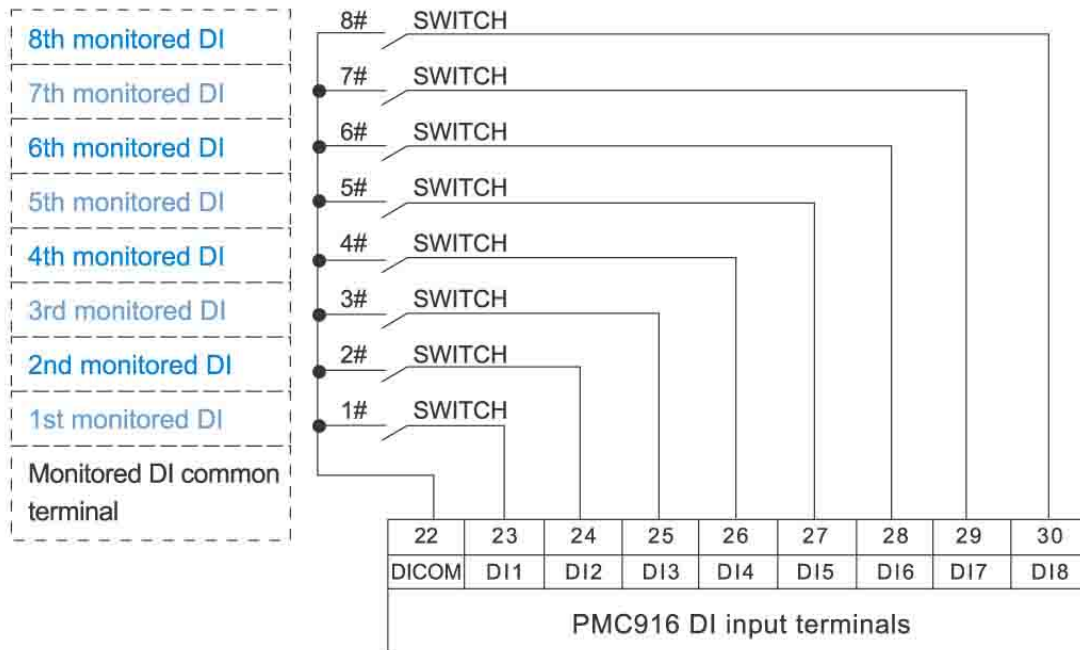 8th monitored DI
7th monitored DI
6th monitored DI
5th monitored DI
4th monitored DI
3rd monitored DI
2nd monitored DI
1st monitored DI
Monitored DI common
terminal
8# SWITCH
7# SWITCH
6# SWITCH
5# SWITCH
4# SWITCH
3# SWITCH
2# SWITCH
1# SWITCH
22 23 24 25 26 27 28 29 30
DICOM DI1 DI2 DI3 DI4 DI5 DI6 DI7 DI8
PMC916 DI input terminals